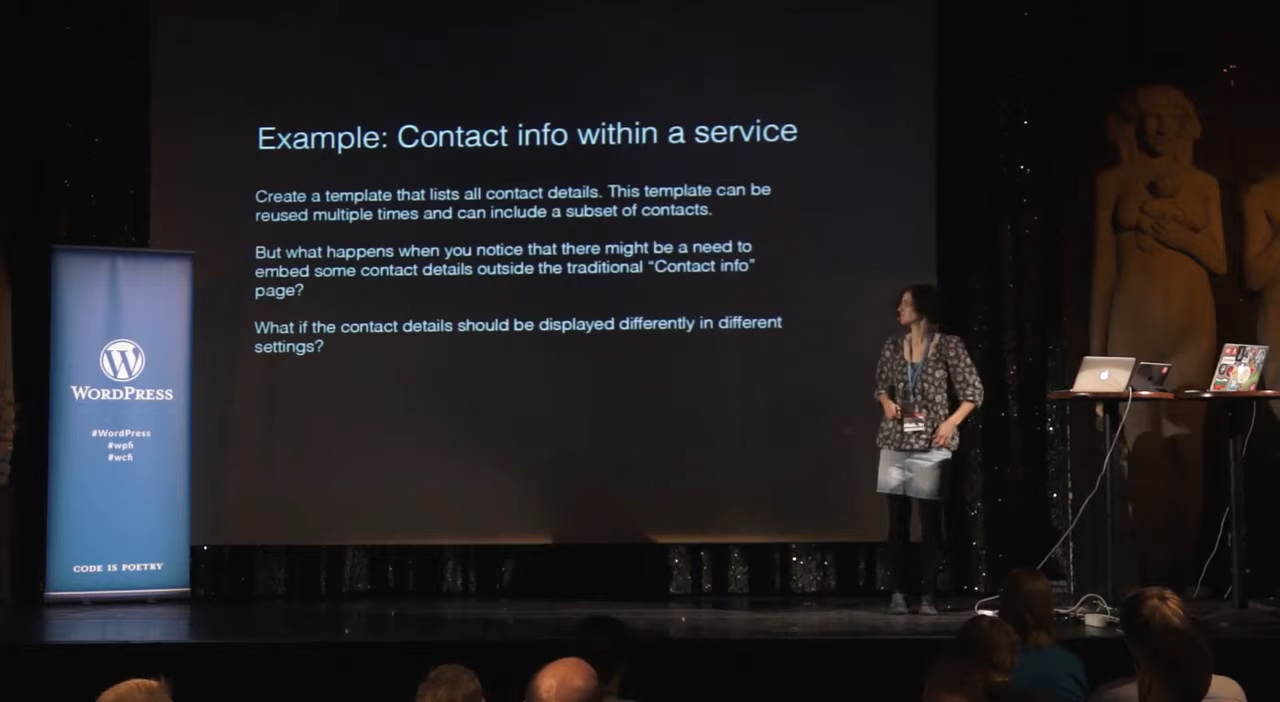 Example: Contact info within a service
Create a template that lists all contact details. This template can be
reused multiple times and can include a subset of contacts.
But what happens when you notice that there might be a need to
embed some contact details outside the traditional “Contact info”
page?
What if the contact details should be displayed differently in different
settings?
WORDPRESS
#WordPress
#wpfi
#wcfi
CODE IS POETRY